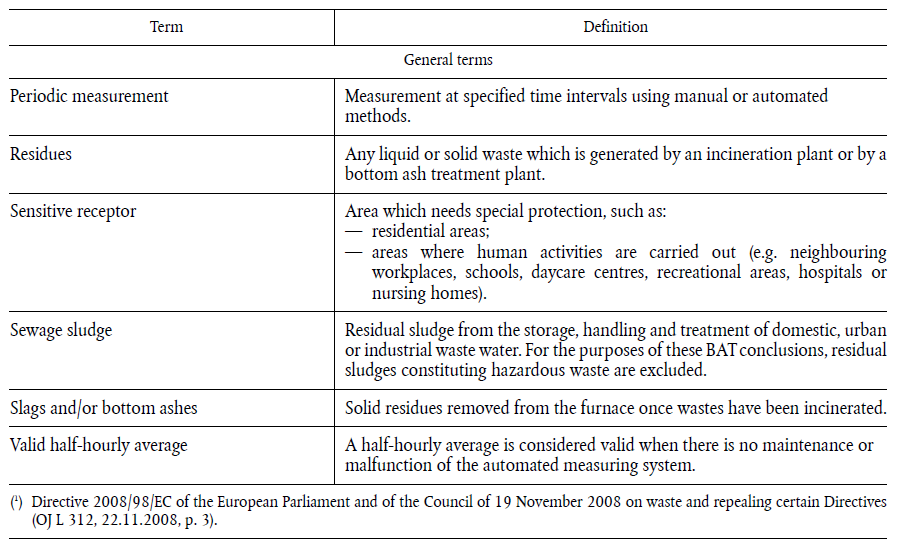 Term
Definition
General terms
Periodic measurement
Measurement at specified time intervals using manual or automated
methods.
Residues
Any liquid or solid waste which is generated by an incineration plant or by a
bottom ash treatment plant.
Sensitive receptor
Area which needs special protection, such as:
— residential areas;
— areas where human activities are carried out (e.g. neighbouring
workplaces, schools, daycare centres, recreational areas, hospitals or
nursing homes).
Sewage sludge
Residual sludge from the storage, handling and treatment of domestic, urban
or industrial waste water. For the purposes of these BAT conclusions, residual
sludges constituting hazardous waste are excluded.
Slags and/or bottom ashes
Solid residues removed from the furnace once wastes have been incinerated.
Valid half-hourly average
A half-hourly average is considered valid when there is no maintenance or
malfunction of the automated measuring system.
(¹) Directive 2008/98/EC of the European Parliament and of the Council of 19 November 2008 on waste and repealing certain Directives
(OJ L 312, 22.11.2008, p. 3).